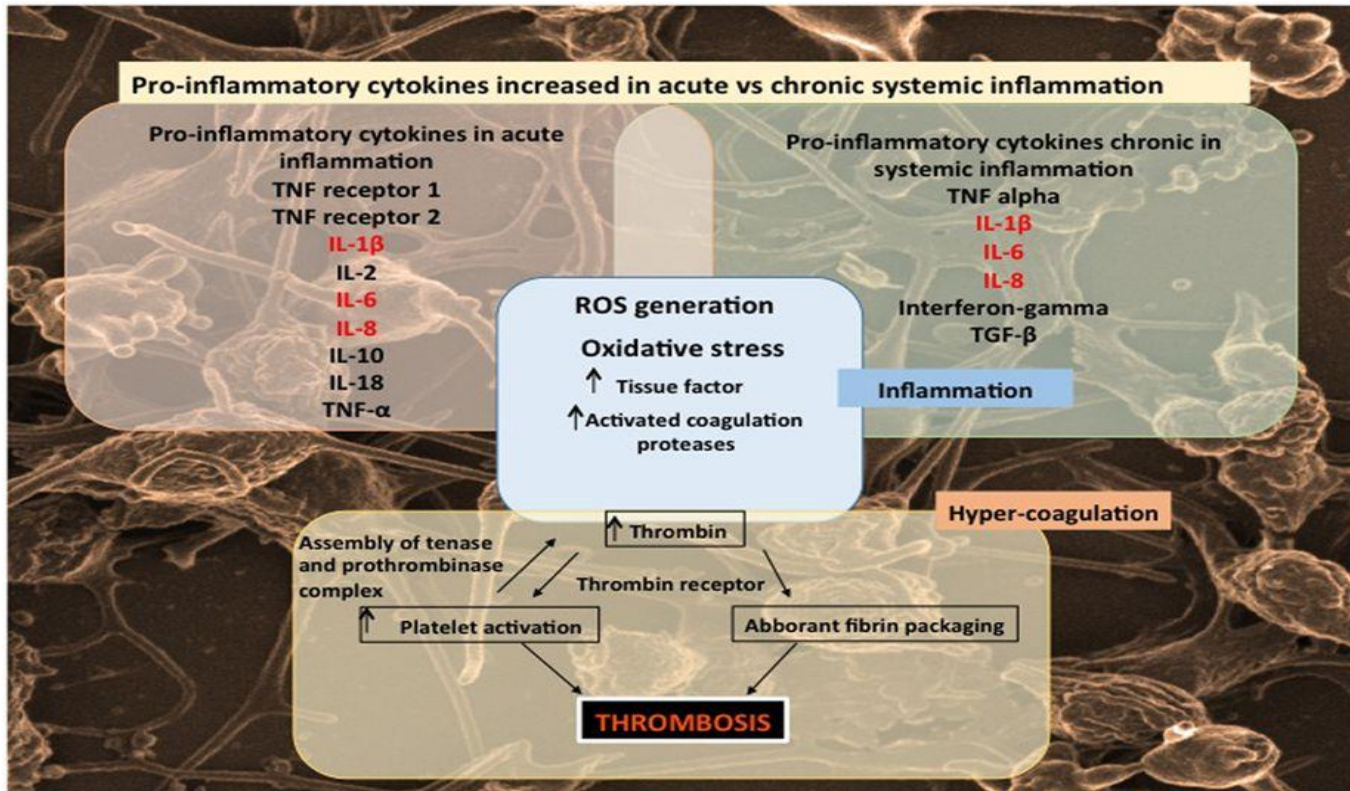 Pro-inflammatory cytokines increased in acute vs chronic systemic inflammation
Pro-inflammatory cytokines in acute
inflammation
TNF receptor 1
TNF receptor 2
IL-1β
IL-2
IL-6
IL-8
IL-10
IL-18
TNF-α
Pro-inflammatory cytokines chronic in
systemic inflammation
TNF alpha
IL-1β
IL-6
IL-8
Interferon-gamma
TGF-β
Inflammation
ROS generation
Oxidative stress
↑ Tissue factor
↑Activated coagulation
proteases
Hyper-coagulation
↑ Thrombin
Assembly of tenase
and prothrombinase
complex
Thrombin receptor
↑ Platelet activation
Abborant fibrin packaging
THROMBOSIS